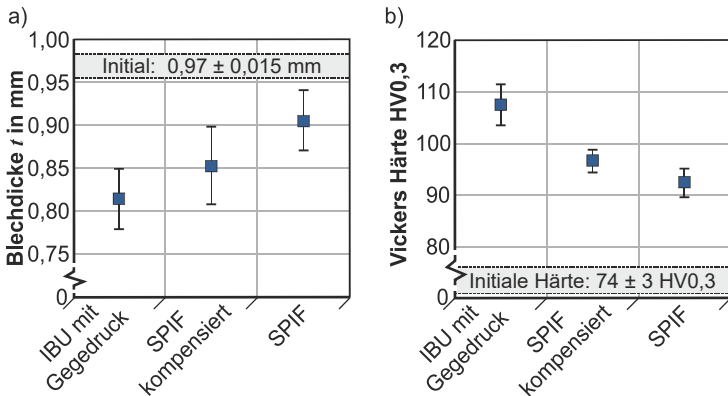 a)
Blechdicke t in mm
1,00
0,95
0,90
0,85
0,80
0,75
0
Initial: 0,97 ± 0,015 mm
IBU mit
Gegedruck
SPIF
kompensiert
SPIF
b)
Vickers Härte HV0,3
120
110
100
90
80
0
Initiale Härte: 74 ± 3 HV0,3
IBU mit
Gegedruck
SPIF
kompensiert
SPIF